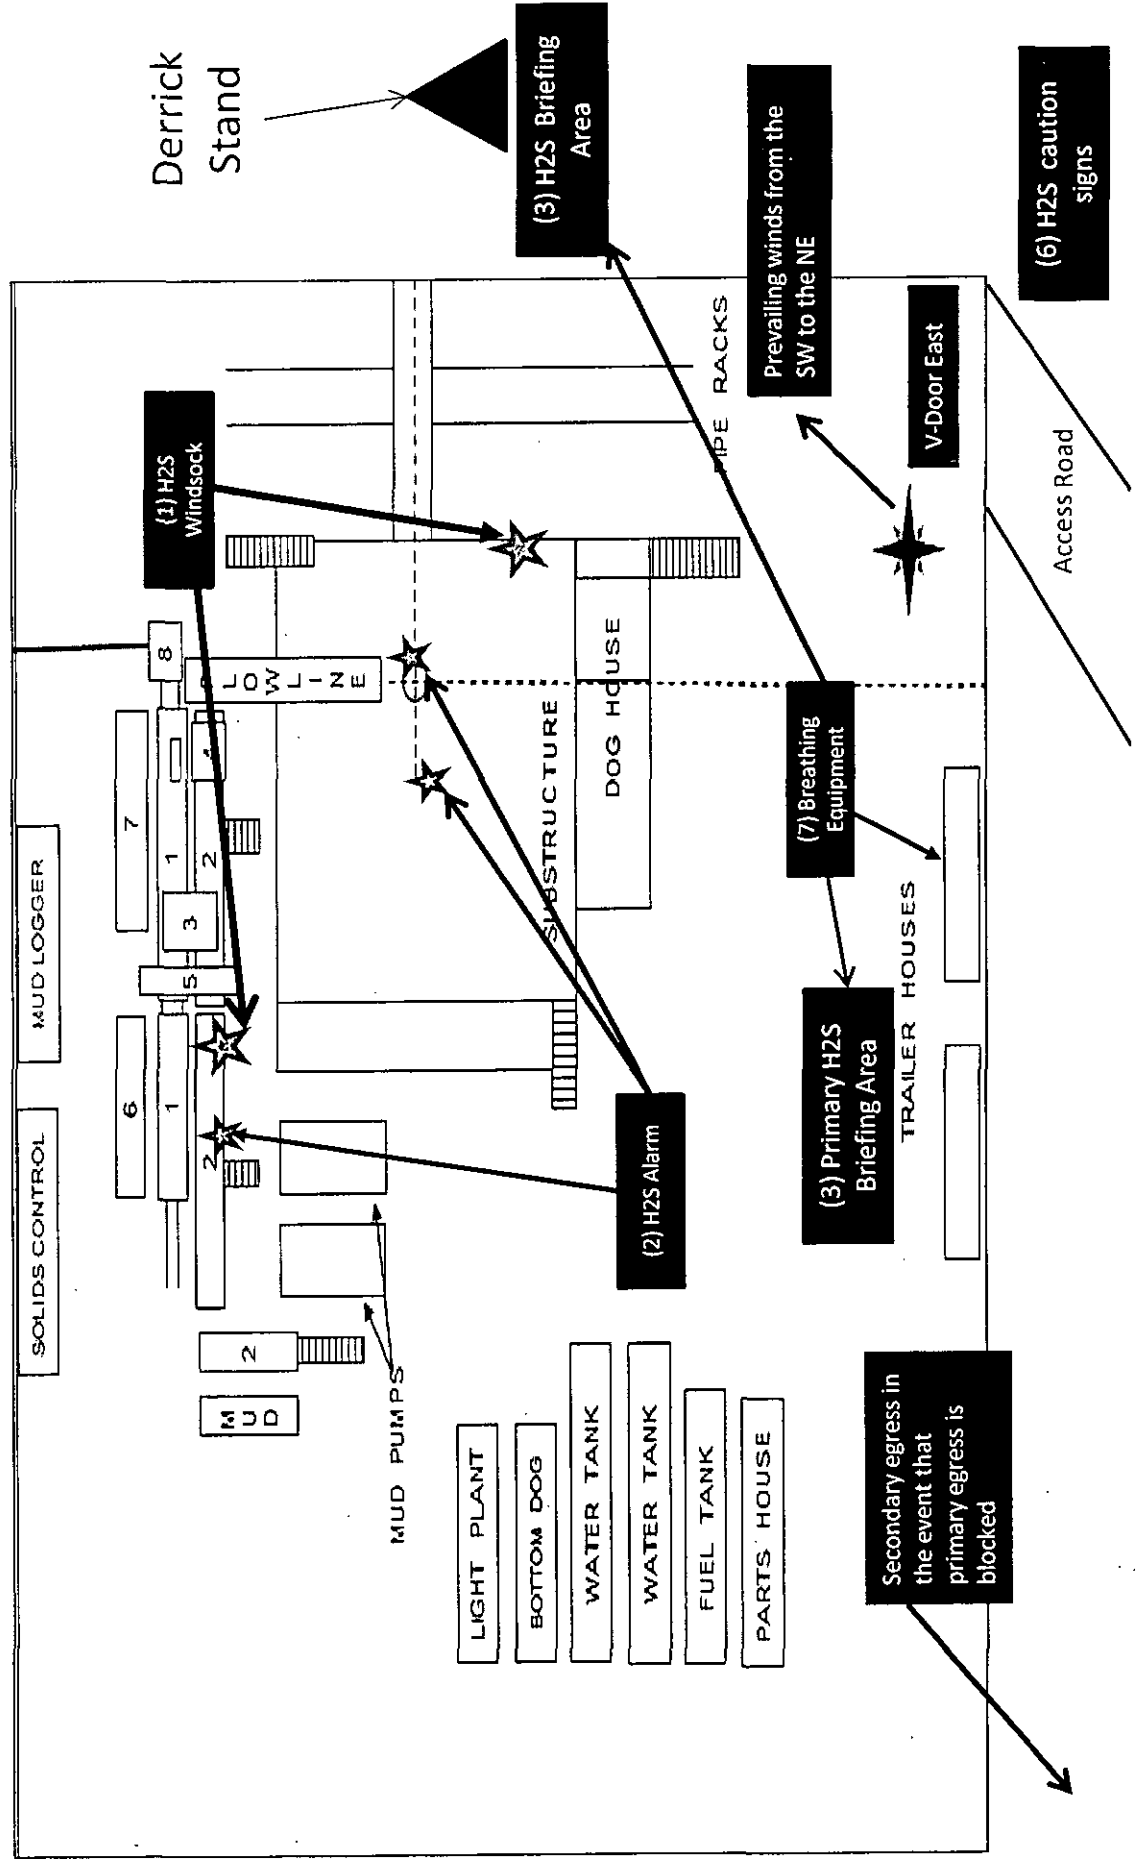 Derrick
Stand
(3) H2S Briefing
Area
Prevailing winds from the
SW to the NE
(6) H2S caution
signs
V-Door East
Access Road
(1) H2S
Windsock
PIPE RACKS
8
FLOWLINE
7
1
2
4
3
5
6
1
2
2
MUD
MUD LOGGER
SOLIDS CONTROL
SUBSTRUCTURE
DOG HOUSE
(7) Breathing
Equipment
(3) Primary H2S
Briefing Area
TRAILER HOUSES
(2) H2S Alarm
MUD PUMPS
LIGHT PLANT
BOTTOM DOG
WATER TANK
WATER TANK
FUEL TANK
PARTS HOUSE
Secondary egress in
the event that
primary egress is
blocked